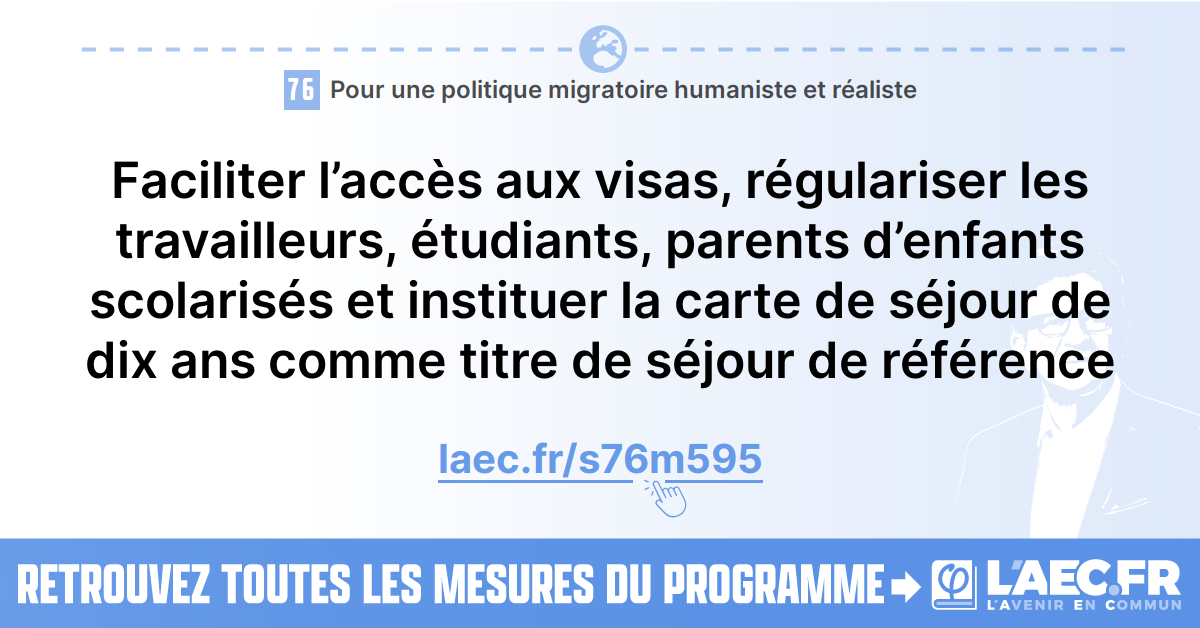 76 Pour une politique migratoire humaniste et réaliste
Faciliter l’accès aux visas, régulariser les
travailleurs, étudiants, parents d’enfants
scolarisés et instituer la carte de séjour de
dix ans comme titre de séjour de référence
laec.fr/s76m595
RETROUVEZ TOUTES LES MESURES DU PROGRAMME
L'AEC.FR
L'AVENIR EN COMMUN